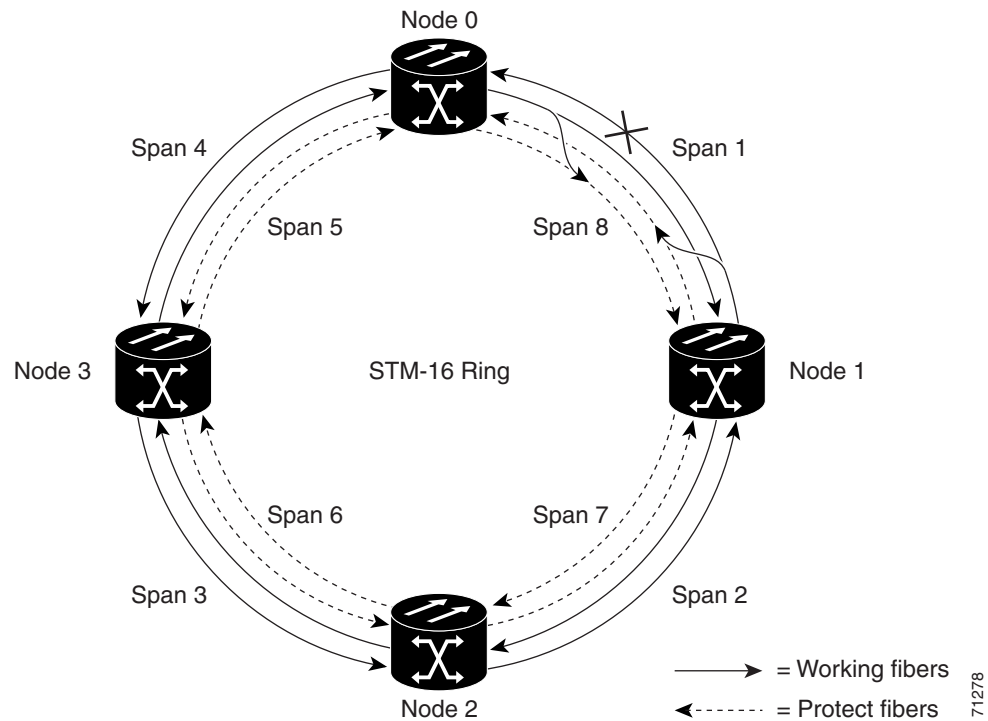 Node 0
Span 4
Span 1
Span 5
Span 8
Node 3
STM-16 Ring
Node 1
Span 6
Span 7
Span 3
Span 2
Node 2
= Working fibers
= Protect fibers
71278